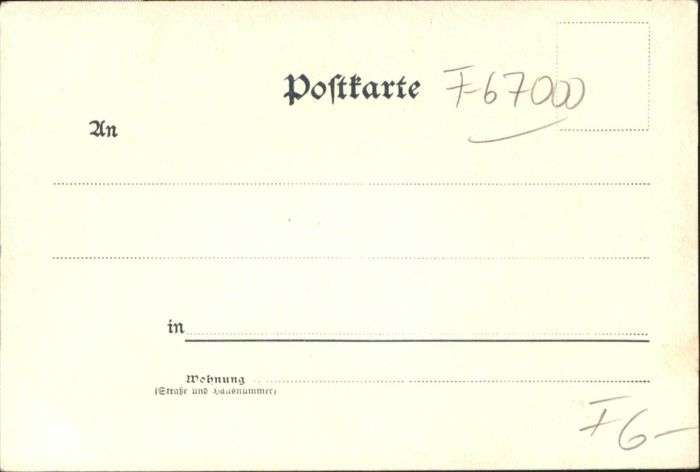 Postkarte F-67000
An
in
Wohnung
(Straße und Hausnummer)
F6-